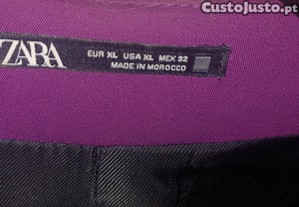 CustoJusto.pt
ZARA
EUR XL USA XL MEX 32
MADE IN MOROCCO